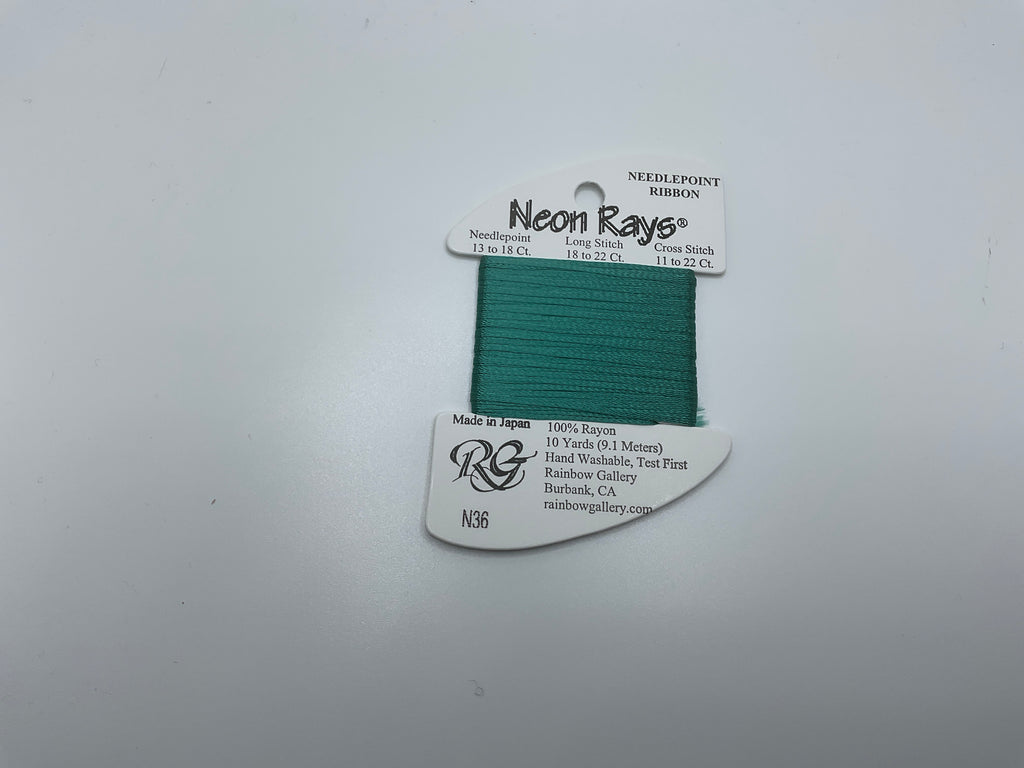 NEEDLEPOINT
RIBBON
Neon Rays®
Needlepoint
13 to 18 Ct.
Long Stitch
18 to 22 Ct.
Cross Stitch
11 to 22 Ct.
Made in Japan
RG
N36
100% Rayon
10 Yards (9.1 Meters)
Hand Washable, Test First
Rainbow Gallery
Burbank, CA
rainbowgallery.com